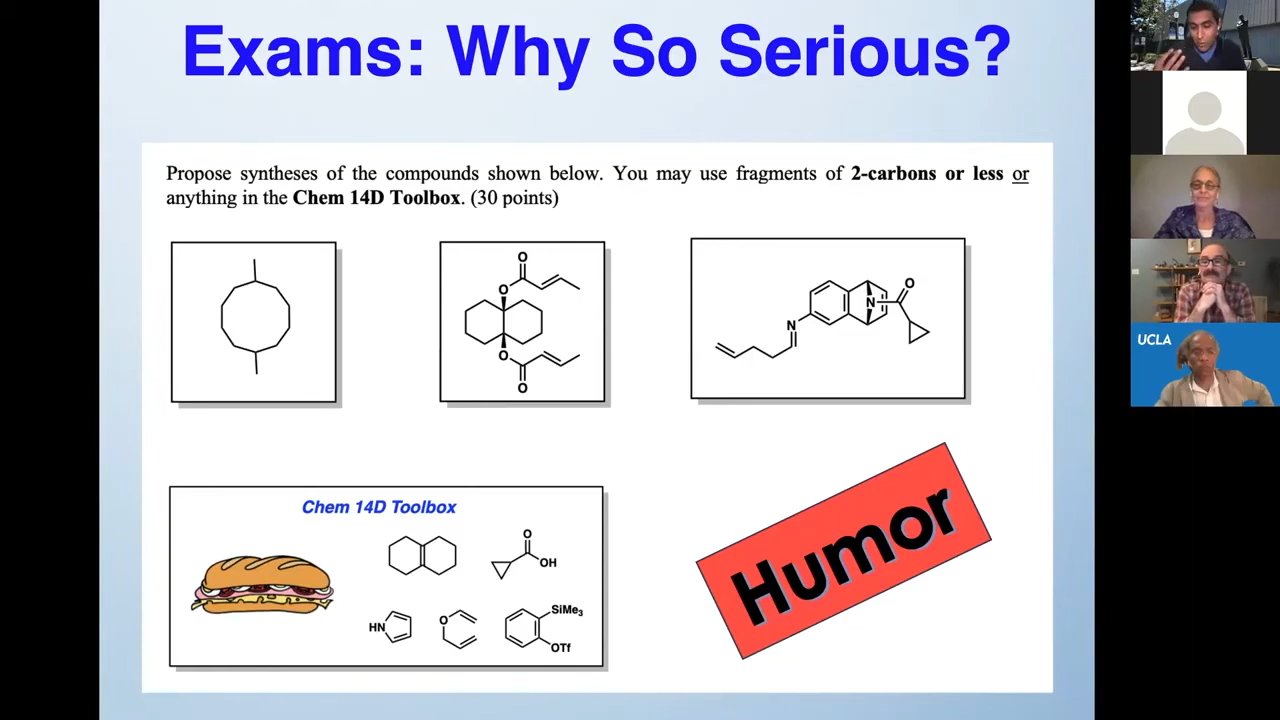 Exams: Why So Serious?
Propose syntheses of the compounds shown below. You may use fragments of 2-carbons or less or
anything in the Chem 14D Toolbox. (30 points)
O
O
O
O
O
N
N
UCLA
Chem 14D Toolbox
O
OH
HN
O
SiMe3
OTf
Humor